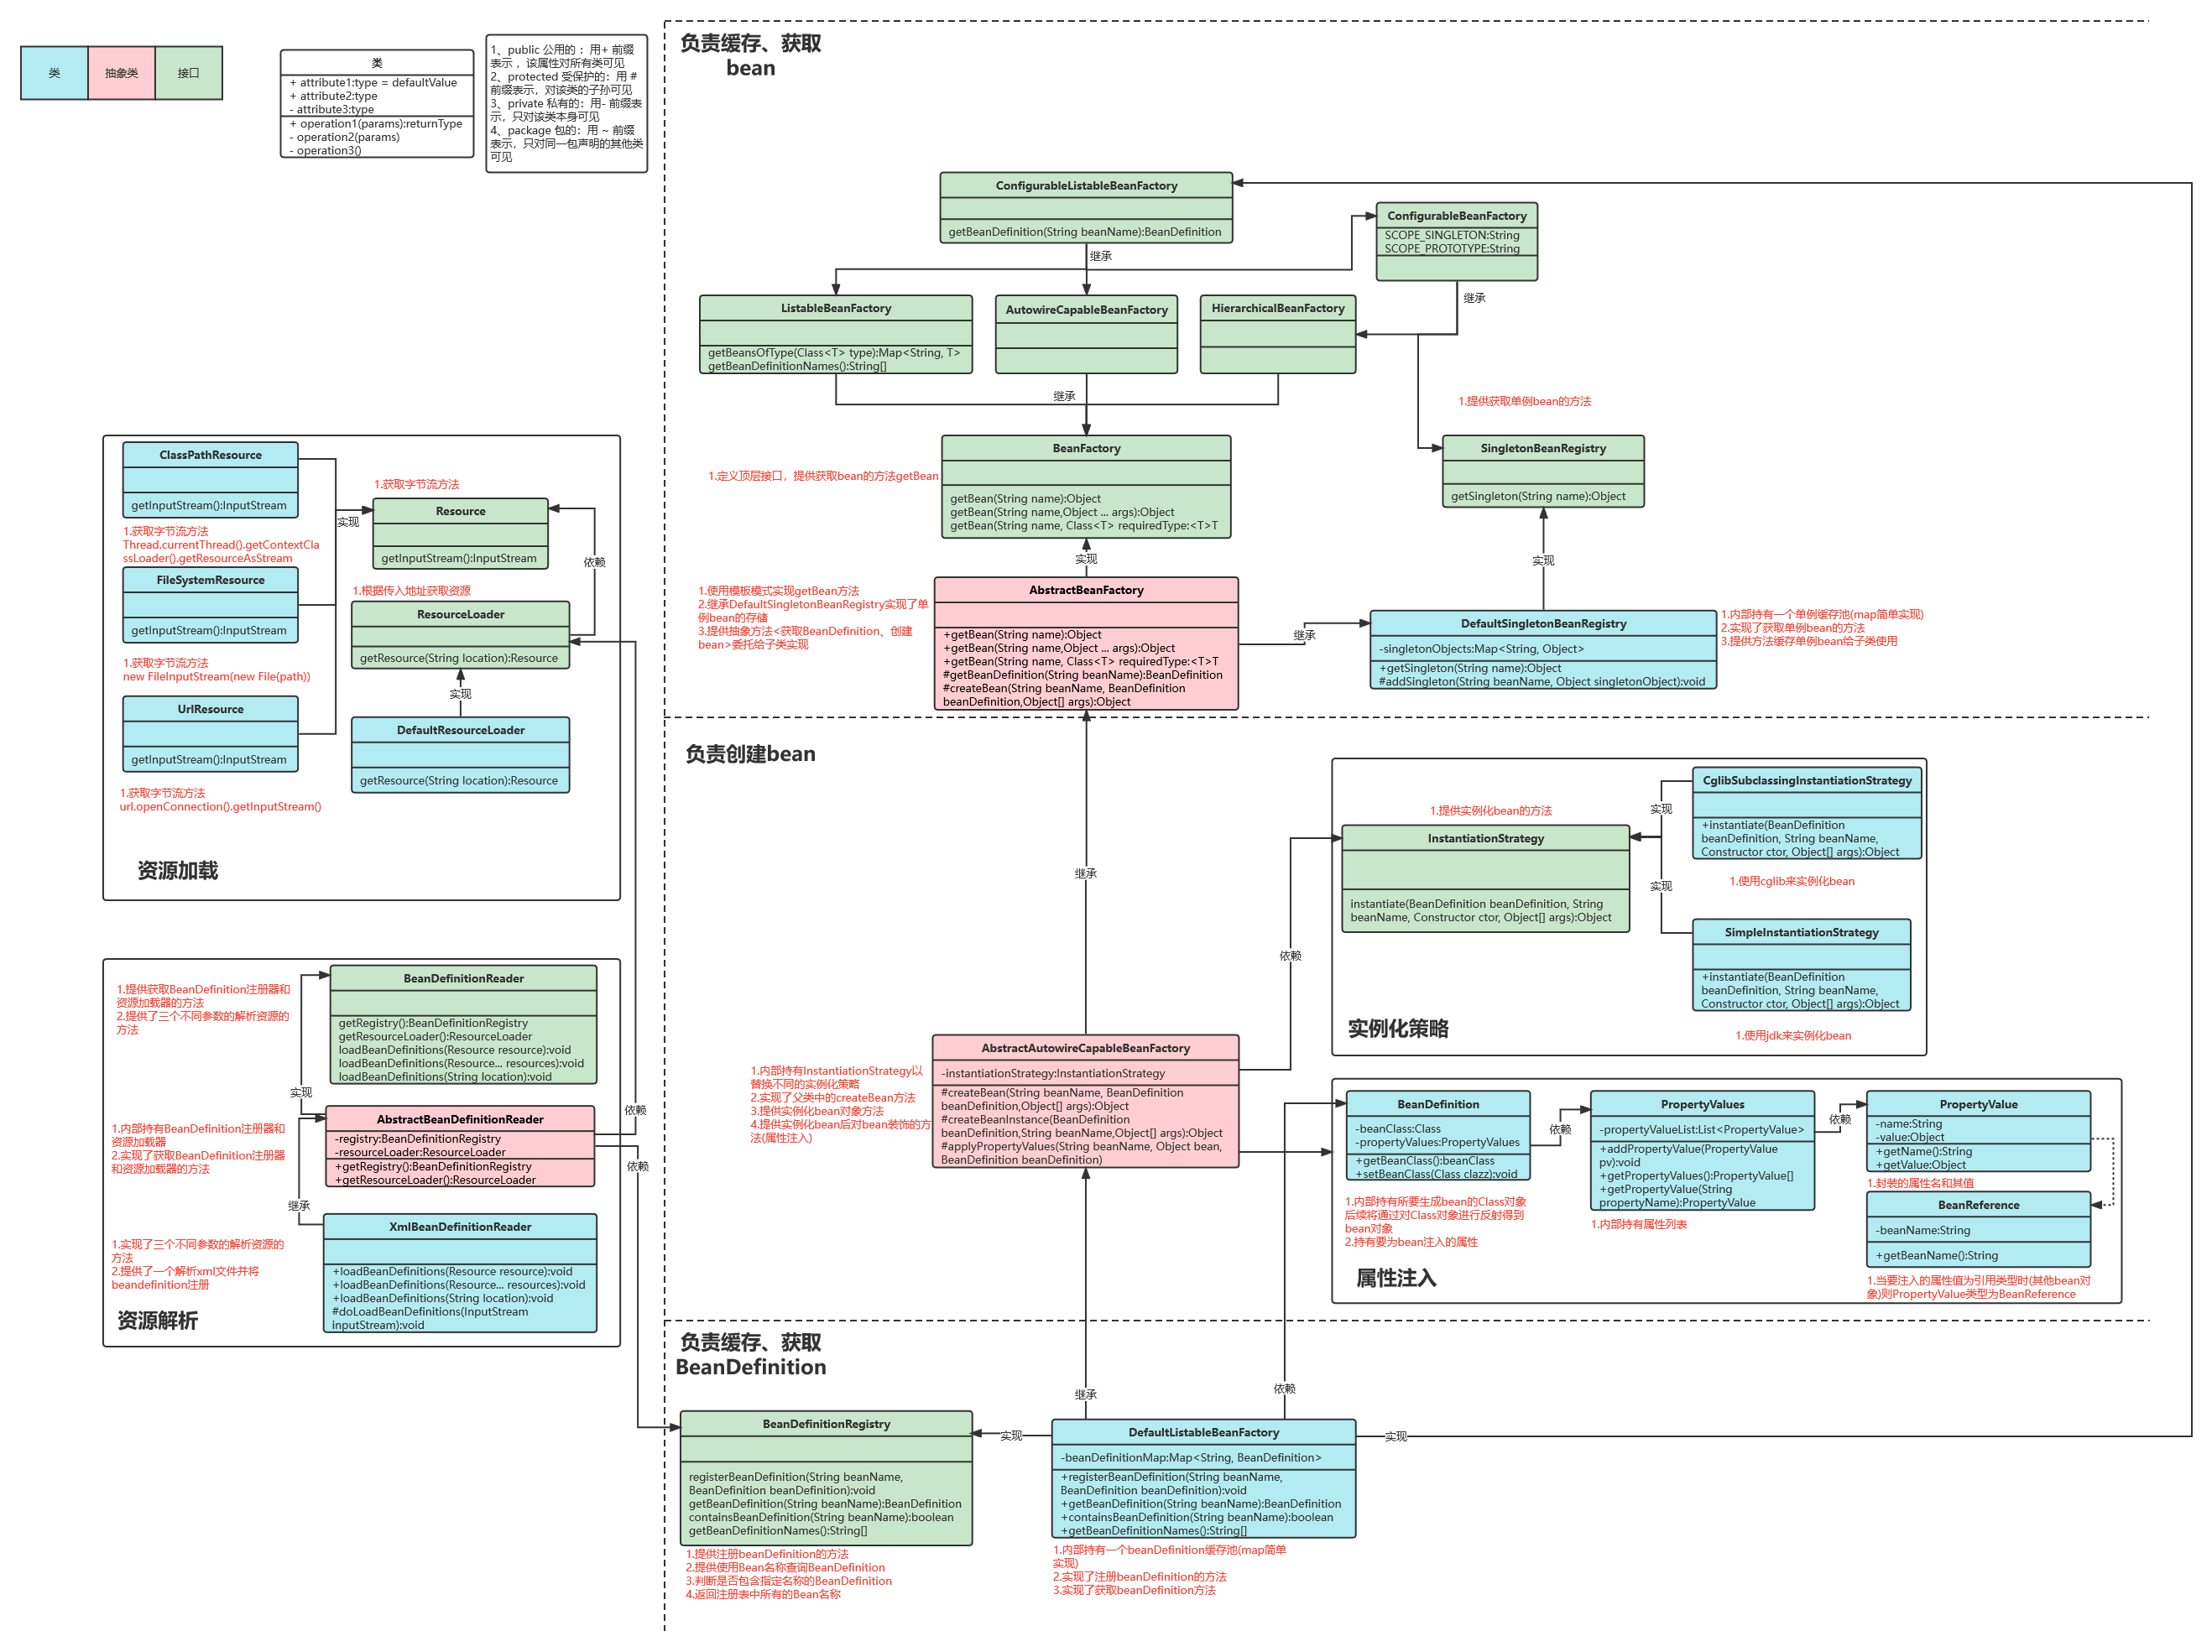 类
抽象类
接口
类
+ attribute1:type = defaultValue
+ attribute2:type
- attribute3:type
+ operation1(params):returnType
- operation2(params)
- operation3()
1、public 公用的 ：用+ 前缀
表示 ，该属性对所有类可见
2、protected 受保护的：用 #
前缀表示，对该类的子孙可见
3、private 私有的：用- 前缀表
示，只对该类本身可见
4、package 包的：用 ~ 前缀
表示，只对同一包声明的其他类
可见
负责缓存、获取
bean
ConfigurableListableBeanFactory
getBeanDefinition(String beanName):BeanDefinition
继承
ConfigurableBeanFactory
SCOPE_SINGLETON:String
SCOPE_PROTOTYPE:String
继承
ListableBeanFactory
getBeansOfType(Class<T> type):Map<String, T>
getBeanDefinitionNames():String[]
AutowireCapableBeanFactory
HierarchicalBeanFactory
继承
1.提供获取单例bean的方法
1.定义顶层接口，提供获取bean的方法getBean
BeanFactory
getBean(String name):Object
getBean(String name,Object ... args):Object
getBean(String name, Class<T> requiredType:<T>T
SingletonBeanRegistry
getSingleton(String name):Object
实现
实现
1.使用模板模式实现getBean方法
2.继承DefaultSingletonBeanRegistry实现了单
例bean的存储
3.提供抽象方法<获取BeanDefinition、创建
bean>委托给子类实现
AbstractBeanFactory
+getBean(String name):Object
+getBean(String name,Object ... args):Object
+getBean(String name, Class<T> requiredType:<T>T
#getBeanDefinition(String beanName):BeanDefinition
#createBean(String beanName, BeanDefinition
beanDefinition,Object[] args):Object
继承
DefaultSingletonBeanRegistry
-singletonObjects:Map<String, Object>
+getSingleton(String name):Object
#addSingleton(String beanName, Object singletonObject):void
1.内部持有一个单例缓存池(map简单实现)
2.实现了获取单例bean的方法
3.提供方法缓存单例bean给子类使用
ClassPathResource
getInputStream():InputStream
1.获取字节流方法
Thread.currentThread().getContextCla
ssLoader().getResourceAsStream
FileSystemResource
getInputStream():InputStream
1.获取字节流方法
new FileInputStream(new File(path))
UrlResource
getInputStream():InputStream
1.获取字节流方法
url.openConnection().getInputStream()
实现
1.获取字节流方法
Resource
getInputStream():InputStream
依赖
1.根据传入地址获取资源
ResourceLoader
getResource(String location):Resource
实现
DefaultResourceLoader
getResource(String location):Resource
资源加载
负责创建bean
继承
依赖
1.提供实例化bean的方法
InstantiationStrategy
instantiate(BeanDefinition beanDefinition, String
beanName, Constructor ctor, Object[] args):Object
实现
实现
CglibSubclassingInstantiationStrategy
+instantiate(BeanDefinition
beanDefinition, String beanName,
Constructor ctor, Object[] args):Object
1.使用cglib来实例化bean
SimpleInstantiationStrategy
+instantiate(BeanDefinition
beanDefinition, String beanName,
Constructor ctor, Object[] args):Object
1.使用jdk来实例化bean
实例化策略
1.提供获取BeanDefinition注册器和
资源加载器的方法
2.提供了三个不同参数的解析资源的
方法
BeanDefinitionReader
getRegistry():BeanDefinitionRegistry
getResourceLoader():ResourceLoader
loadBeanDefinitions(Resource resource):void
loadBeanDefinitions(Resource... resources):void
loadBeanDefinitions(String location):void
实现
1.内部持有BeanDefinition注册器和
资源加载器
2.实现了获取BeanDefinition注册器
和资源加载器的方法
AbstractBeanDefinitionReader
-registry:BeanDefinitionRegistry
-resourceLoader:ResourceLoader
+getRegistry():BeanDefinitionRegistry
+getResourceLoader():ResourceLoader
依赖
依赖
继承
1.实现了三个不同参数的解析资源的
方法
2.提供了一个解析xml文件并将
beandefinition注册
XmlBeanDefinitionReader
+loadBeanDefinitions(Resource resource):void
+loadBeanDefinitions(Resource... resources):void
+loadBeanDefinitions(String location):void
#doLoadBeanDefinitions(InputStream
inputStream):void
资源解析
1.内部持有InstantiationStrategy以
替换不同的实例化策略
2.实现了父类中的createBean方法
3.提供实例化bean对象方法
4.提供实例化bean后对bean装饰的方
法(属性注入)
AbstractAutowireCapableBeanFactory
-instantiationStrategy:InstantiationStrategy
#createBean(String beanName, BeanDefinition
beanDefinition,Object[] args):Object
#createBeanInstance(BeanDefinition
beanDefinition,String beanName,Object[] args):Object
#applyPropertyValues(String beanName, Object bean,
BeanDefinition beanDefinition)
BeanDefinition
-beanClass:Class
-propertyValues:PropertyValues
+getBeanClass():beanClass
+setBeanClass(Class clazz):void
1.内部持有所要生成bean的Class对象
后续将通过对Class对象进行反射得到
bean对象
2.持有要为bean注入的属性
依赖
PropertyValues
-propertyValueList:List<PropertyValue>
+addPropertyValue(PropertyValue
pv):void
+getPropertyValues():PropertyValue[]
+getPropertyValue(String
propertyName):PropertyValue
1.内部持有属性列表
依赖
PropertyValue
-name:String
-value:Object
+getName():String
+getValue:Object
1.封装的属性名和其值
BeanReference
-beanName:String
+getBeanName():String
1.当要注入的属性值为引用类型时(其他bean对
象)则PropertyValue类型为BeanReference
属性注入
负责缓存、获取
BeanDefinition
继承
依赖
BeanDefinitionRegistry
registerBeanDefinition(String beanName,
BeanDefinition beanDefinition):void
getBeanDefinition(String beanName):BeanDefinition
containsBeanDefinition(String beanName):boolean
getBeanDefinitionNames():String[]
1.提供注册beanDefinition的方法
2.提供使用Bean名称查询BeanDefinition
3.判断是否包含指定名称的BeanDefinition
4.返回注册表中所有的Bean名称
实现
DefaultListableBeanFactory
-beanDefinitionMap:Map<String, BeanDefinition>
+registerBeanDefinition(String beanName,
BeanDefinition beanDefinition):void
+getBeanDefinition(String beanName):BeanDefinition
+containsBeanDefinition(String beanName):boolean
+getBeanDefinitionNames():String[]
1.内部持有一个beanDefinition缓存池(map简单
实现)
2.实现了注册beanDefinition的方法
3.实现了获取beanDefinition方法
实现